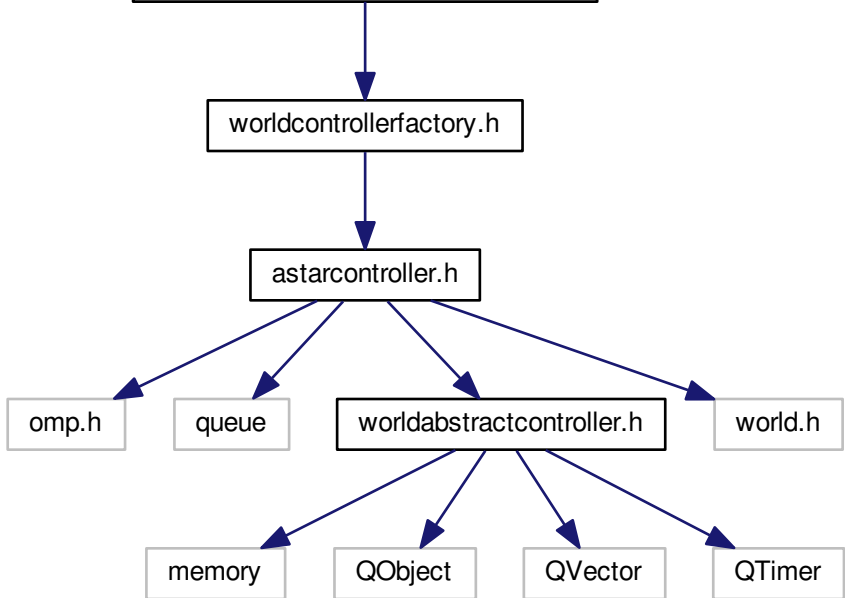 worldcontrollerfactory.h
astarcontroller.h
omp.h
queue
worldabstractcontroller.h
world.h
memory
QObject
QVector
QTimer